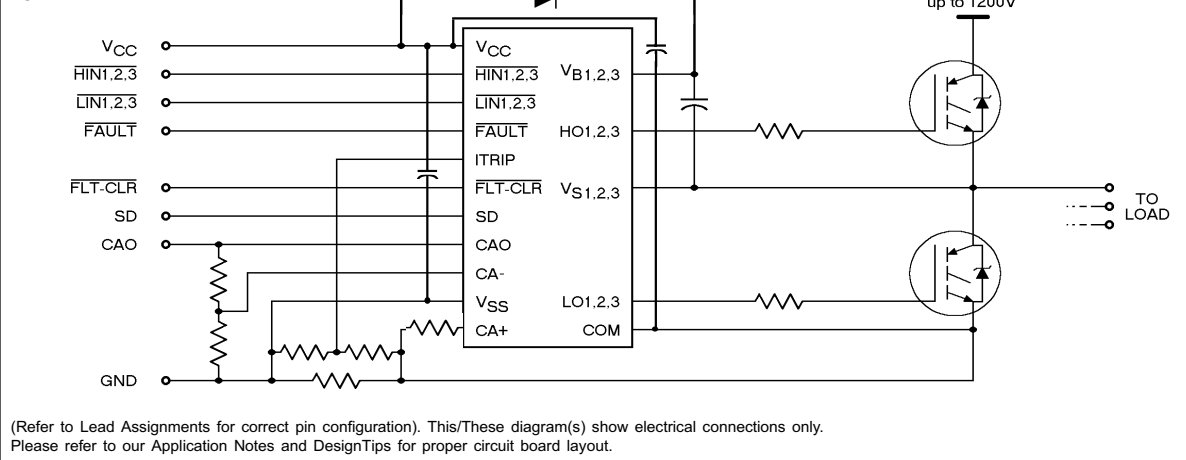 up to 1200V
VCC
HIN1,2,3
LIN1,2,3
FAULT
FLT-CLR
SD
CAO
GND
VCC
HIN1,2,3
LIN1,2,3
FAULT
ITRIP
FLT-CLR
SD
CAO
CA-
VSS
CA+
VB1,2,3
HO1,2,3
VS1,2,3
LO1,2,3
COM
TO
LOAD
(Refer to Lead Assignments for correct pin configuration). This/These diagram(s) show electrical connections only.
Please refer to our Application Notes and DesignTips for proper circuit board layout.